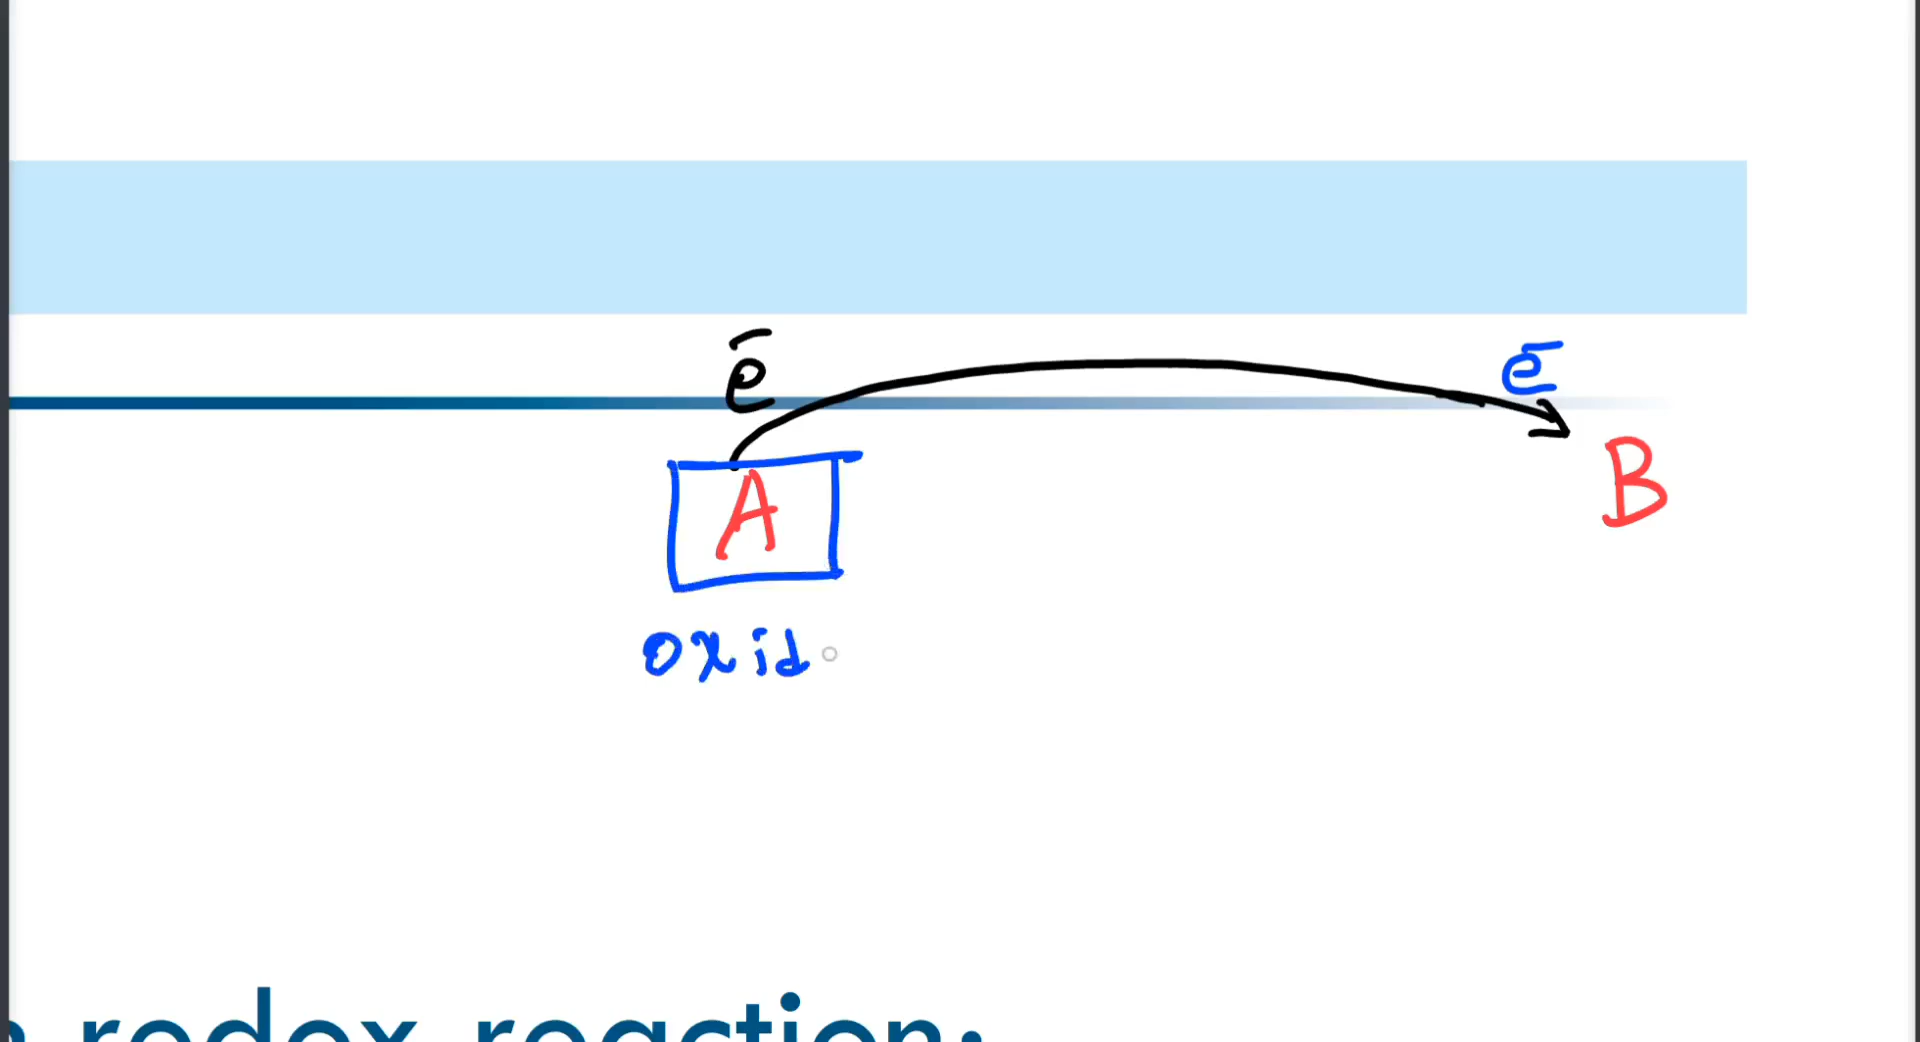 e⁻ e⁻
A B
oxid
redox reaction: